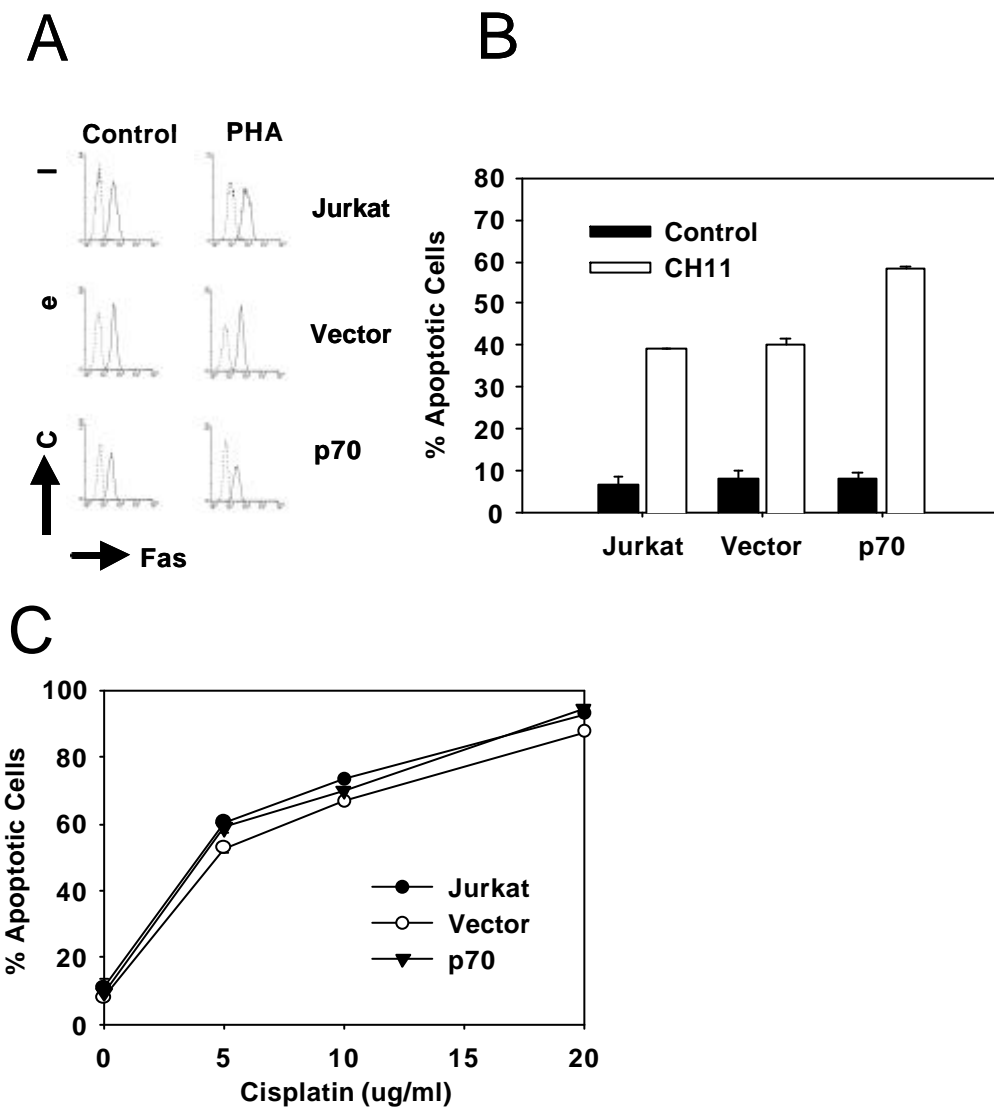 A
Control PHA
l
Jurkat
e
Vector
C
p70
Fas
B
80
70
60
50
40
30
20
10
0
% Apoptotic Cells
Control
CH11
Jurkat Vector p70
C
100
80
60
40
20
0
% Apoptotic Cells
Jurkat
Vector
p70
0 5 10 15 20
Cisplatin (ug/ml)